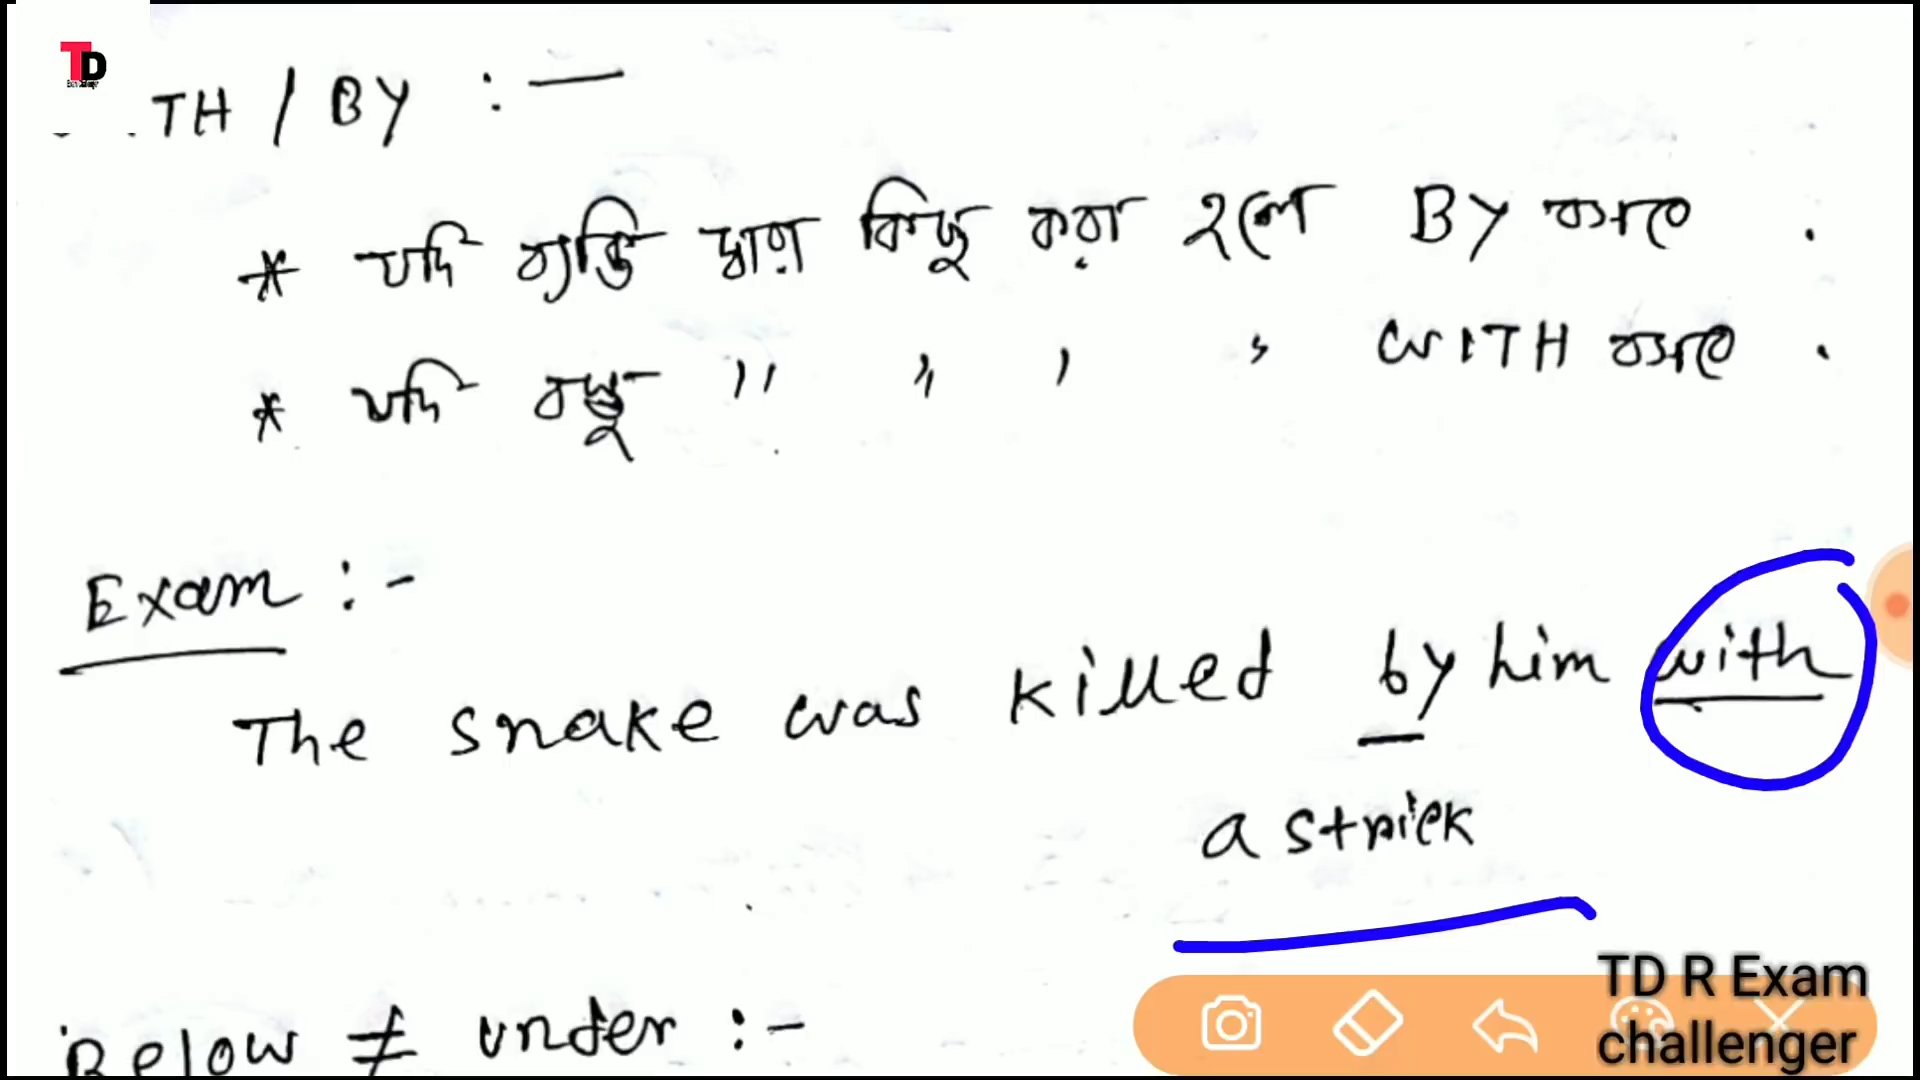 TD
TH / BY :—
* যদি ব্যক্তি দ্বারা কিছু করা হলে BY বসবে .
* যদি বস্তু " " " " WITH বসবে .
Exam :-
The snake was killed by him with
a strick
Below ≠ under :-
TD R Exam
challenger